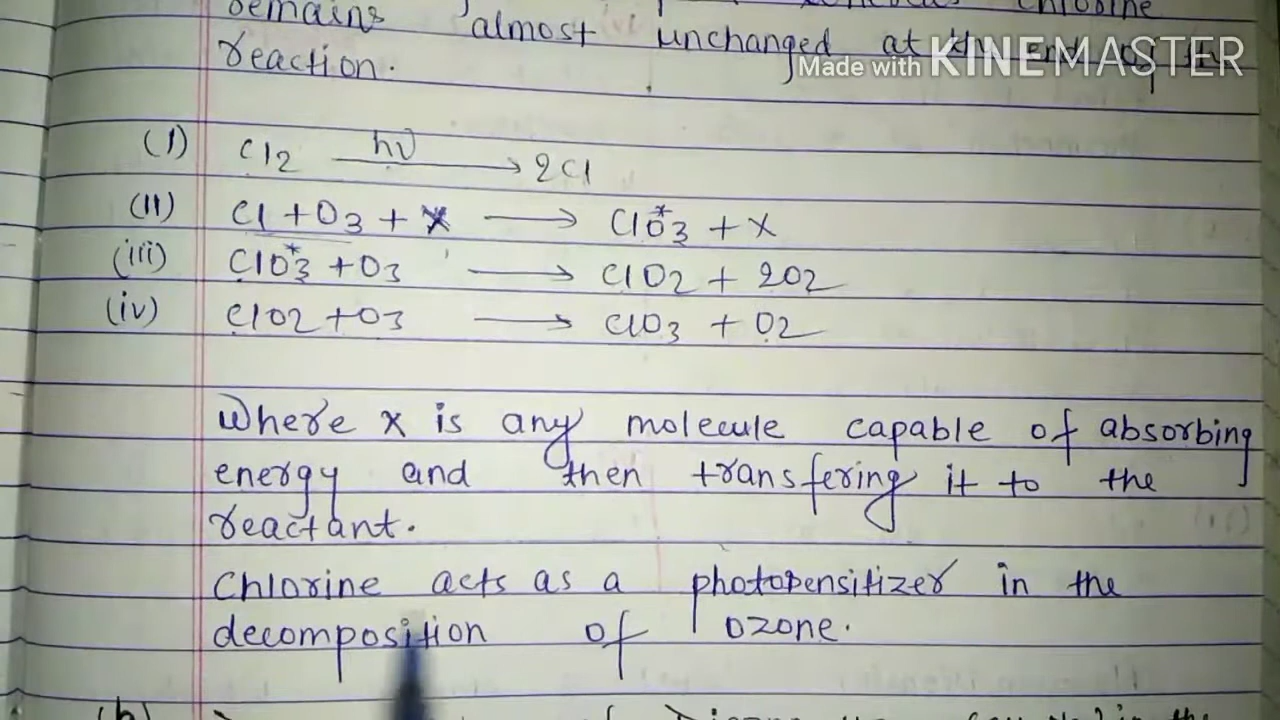 remains almost unchanged at the end of the
reaction.
Made with KINEMASTER
(I) Cl2 hν → 2Cl
(II) Cl + O3 + X → ClO3* + X
(iii) ClO3* + O3 → ClO2 + 2O2
(iv) ClO2 + O3 → ClO3 + O2
Where x is any molecule capable of absorbing
energy and then transfering it to the
reactant.
Chlorine acts as a photosensitizer in the
decomposition of ozone.
(b)